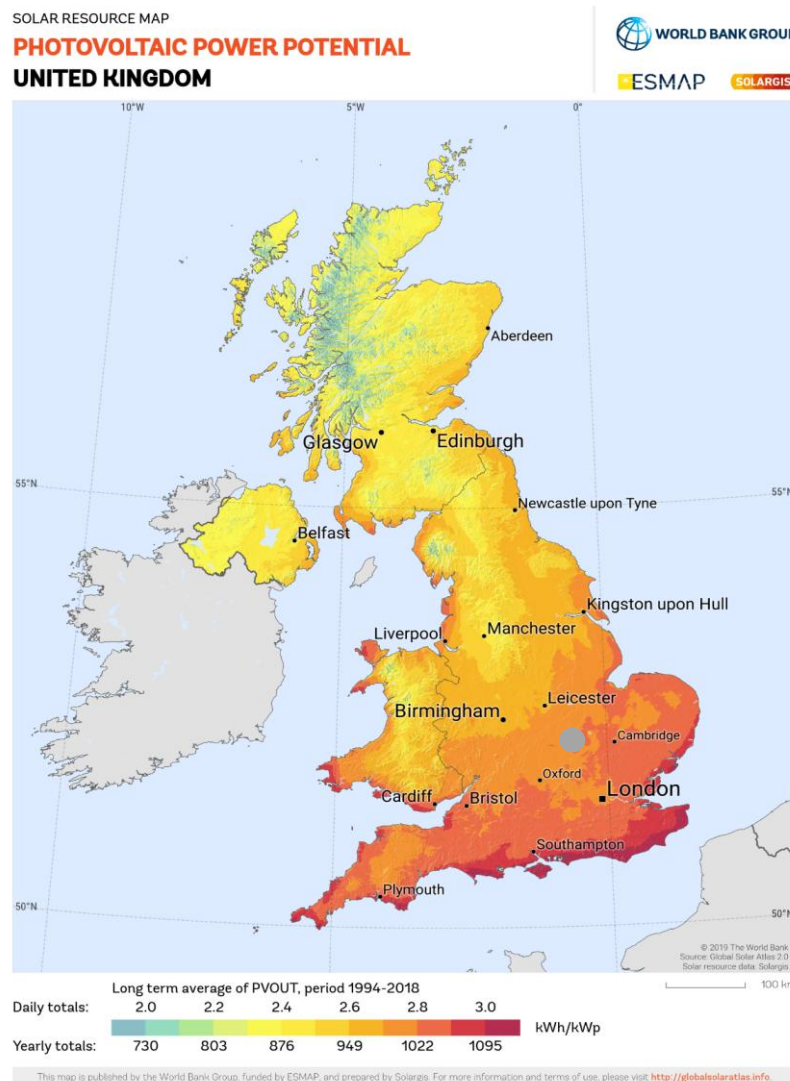 SOLAR RESOURCE MAP
PHOTOVOLTAIC POWER POTENTIAL
UNITED KINGDOM
WORLD BANK GROUP
ESMAP
SOLARGIS
10°W
5°W
0°
Aberdeen
Glasgow
Edinburgh
55°N
55°N
Newcastle upon Tyne
Belfast
Kingston upon Hull
Liverpool
Manchester
Leicester
Birmingham
Cambridge
Oxford
London
Cardiff
Bristol
Southampton
Plymouth
50°N
50°N
© 2019 The World Bank
Source: Global Solar Atlas 2.0
Solar resource data: Solargis
100 km
Long term average of PVOUT, period 1994-2018
Daily totals: 2.0 2.2 2.4 2.6 2.8 3.0
kWh/kWp
Yearly totals: 730 803 876 949 1022 1095
This map is published by the World Bank Group, funded by ESMAP, and prepared by Solargis. For more information and terms of use, please visit http://globalsolaratlas.info.